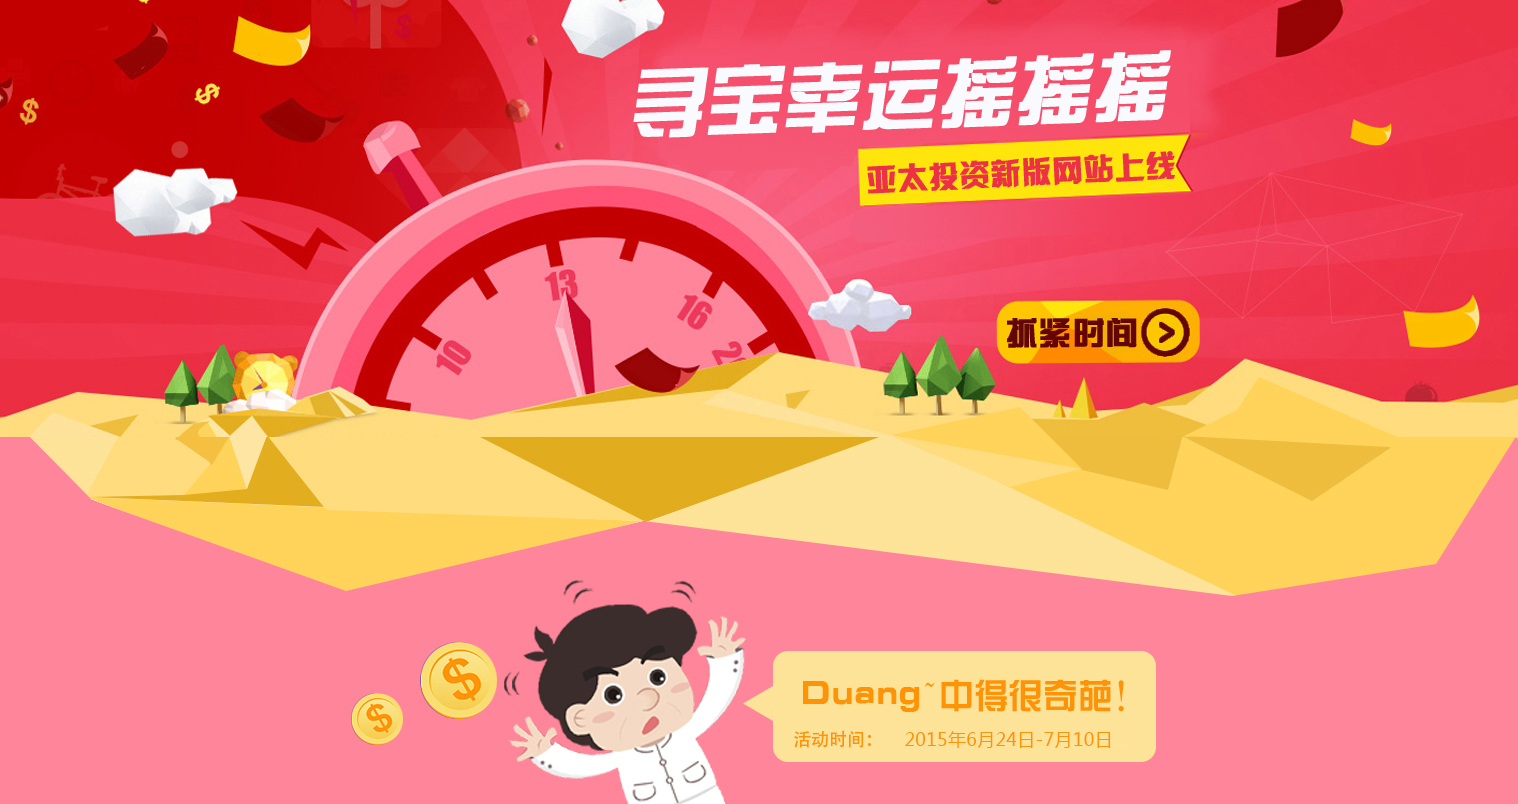 寻宝幸运摇摇摇
亚太投资新版网站上线
13
16
10
抓紧时间
Duang~中得很奇葩！
活动时间： 2015年6月24日-7月10日